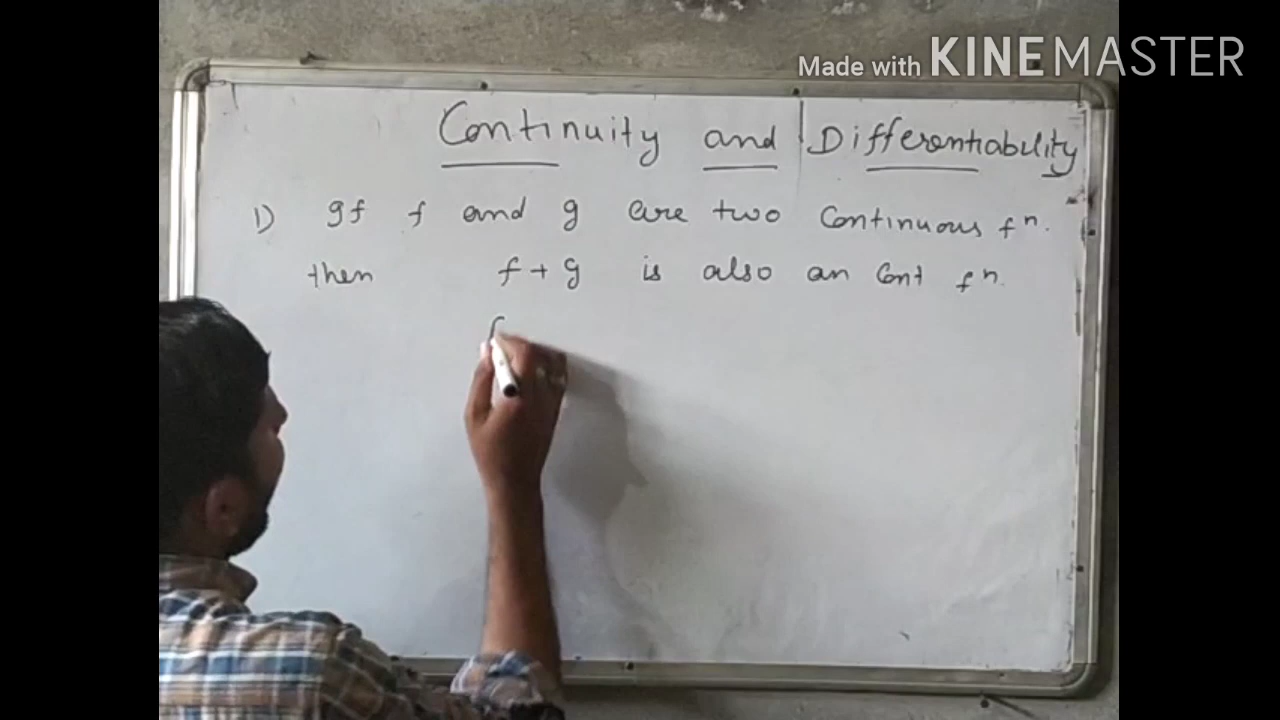 Made with KINEMASTER
Continuity and Differentiability
1) If f and g are two Continuous fⁿ.
then f + g is also an Cont fⁿ.
f